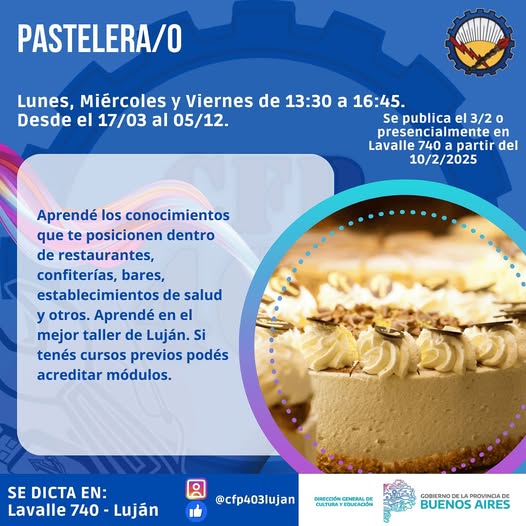 PASTELERA/O
Lunes, Miércoles y Viernes de 13:30 a 16:45.
Desde el 17/03 al 05/12.
Se publica el 3/2 o
presencialmente en
Lavalle 740 a partir del
10/2/2025
Aprendé los conocimientos
que te posicionen dentro
de restaurantes,
confiterías, bares,
establecimientos de salud
y otros. Aprendé en el
mejor taller de Luján. Si
tenés cursos previos podés
acreditar módulos.
SE DICTA EN:
Lavalle 740 - Luján
@cfp403lujan
DIRECCIÓN GENERAL DE
CULTURA Y EDUCACIÓN
GOBIERNO DE LA PROVINCIA DE
BUENOS AIRES